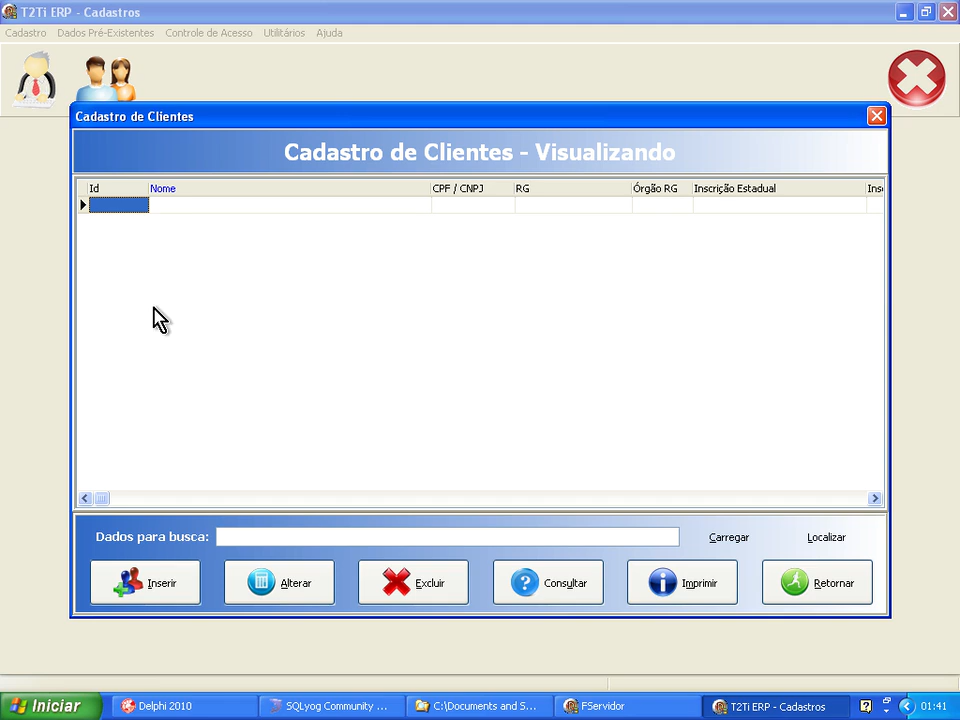 T2Ti ERP - Cadastros
Cadastro Dados Pré-Existentes Controle de Acesso Utilitários Ajuda
Cadastro de Clientes
Cadastro de Clientes - Visualizando
Id Nome CPF / CNPJ RG Órgão RG Inscrição Estadual
Dados para busca: Carregar Localizar
Inserir Alterar Excluir Consultar Imprimir Retornar
Iniciar Delphi 2010 SQLyog Community ... C:\Documents and S... FServidor T2Ti ERP - Cadastros 01:41